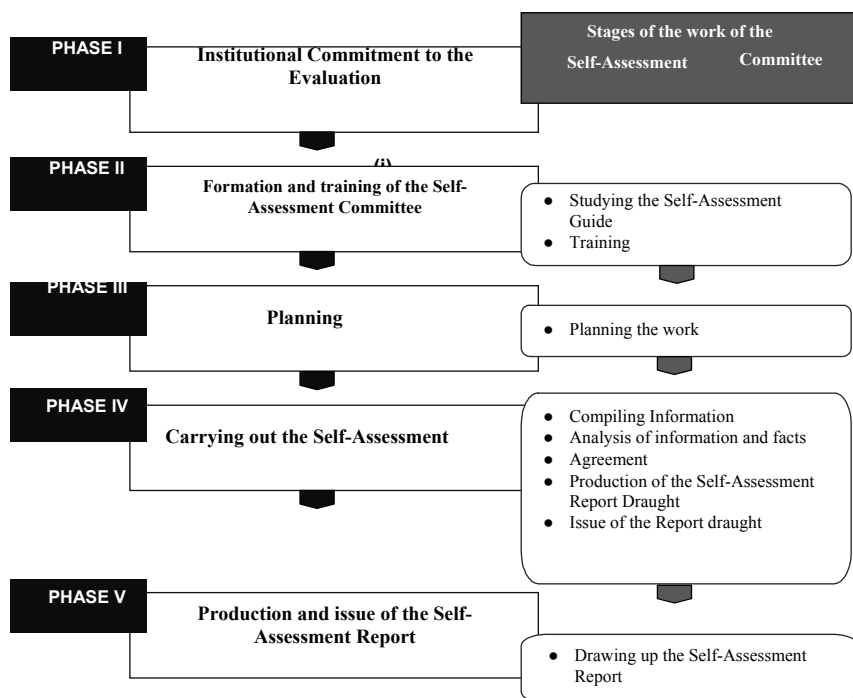 PHASE I
Institutional Commitment to the
Evaluation
Stages of the work of the
Self-Assessment Committee
(i)
PHASE II
Formation and training of the Self-
Assessment Committee
● Studying the Self-Assessment
Guide
● Training
PHASE III
Planning
● Planning the work
PHASE IV
Carrying out the Self-Assessment
● Compiling Information
● Analysis of information and facts
● Agreement
● Production of the Self-Assessment
Report Draught
● Issue of the Report draught
PHASE V
Production and issue of the Self-
Assessment Report
● Drawing up the Self-Assessment
Report